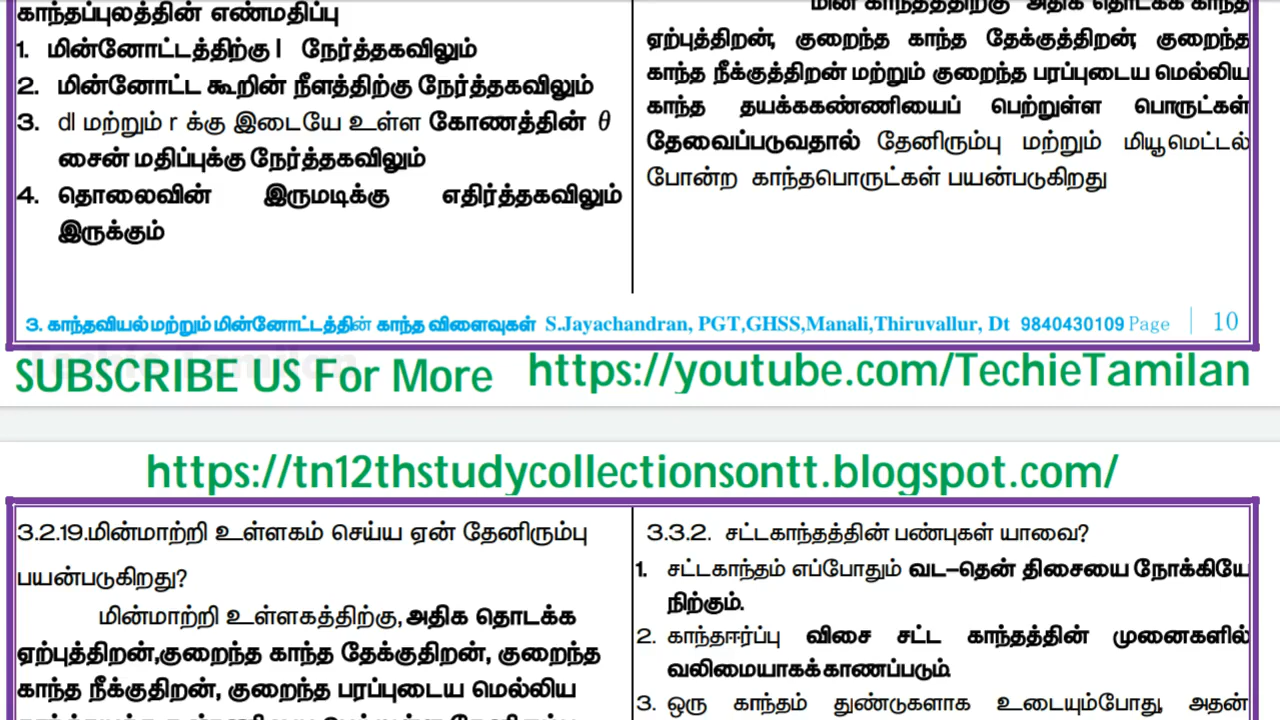 காந்தப்புலத்தின் எண்மதிப்பு
1. மின்னோட்டத்திற்கு I நேர்த்தகவிலும்
2. மின்னோட்ட கூறின் நீளத்திற்கு நேர்த்தகவிலும்
3. dl மற்றும் r க்கு இடையே உள்ள கோணத்தின் θ
சைன் மதிப்புக்கு நேர்த்தகவிலும்
4. தொலைவின் இருமடிக்கு எதிர்த்தகவிலும்
இருக்கும்
மின் காந்தத்திற்கு அதிக தொடக்க காந்த
ஏற்புத்திறன், குறைந்த காந்த தேக்குத்திறன், குறைந்த
காந்த நீக்குத்திறன் மற்றும் குறைந்த பரப்புடைய மெல்லிய
காந்த தயக்ககண்ணியைப் பெற்றுள்ள பொருட்கள்
தேவைப்படுவதால் தேனிரும்பு மற்றும் மியூமெட்டல்
போன்ற காந்தபொருட்கள் பயன்படுகிறது
3. காந்தவியல் மற்றும் மின்னோட்டத்தின் காந்த விளைவுகள் S.Jayachandran, PGT,GHSS,Manali,Thiruvallur, Dt 9840430109 Page | 10
Techie Tamilan
SUBSCRIBE US For More https://youtube.com/TechieTamilan
https://tn12thstudycollectionsontt.blogspot.com/
3.2.19.மின்மாற்றி உள்ளகம் செய்ய ஏன் தேனிரும்பு
பயன்படுகிறது?
மின்மாற்றி உள்ளகத்திற்கு,அதிக தொடக்க
ஏற்புத்திறன்,குறைந்த காந்த தேக்குதிறன், குறைந்த
காந்த நீக்குதிறன், குறைந்த பரப்புடைய மெல்லிய
3.3.2. சட்டகாந்தத்தின் பண்புகள் யாவை?
1. சட்டகாந்தம் எப்போதும் வட–தென் திசையை நோக்கியே
நிற்கும்.
2. காந்தஈர்ப்பு விசை சட்ட காந்தத்தின் முனைகளில்
வலிமையாகக்காணப்படும்.
3. ஒரு காந்தம் துண்டுகளாக உடையும்போது, அதன்